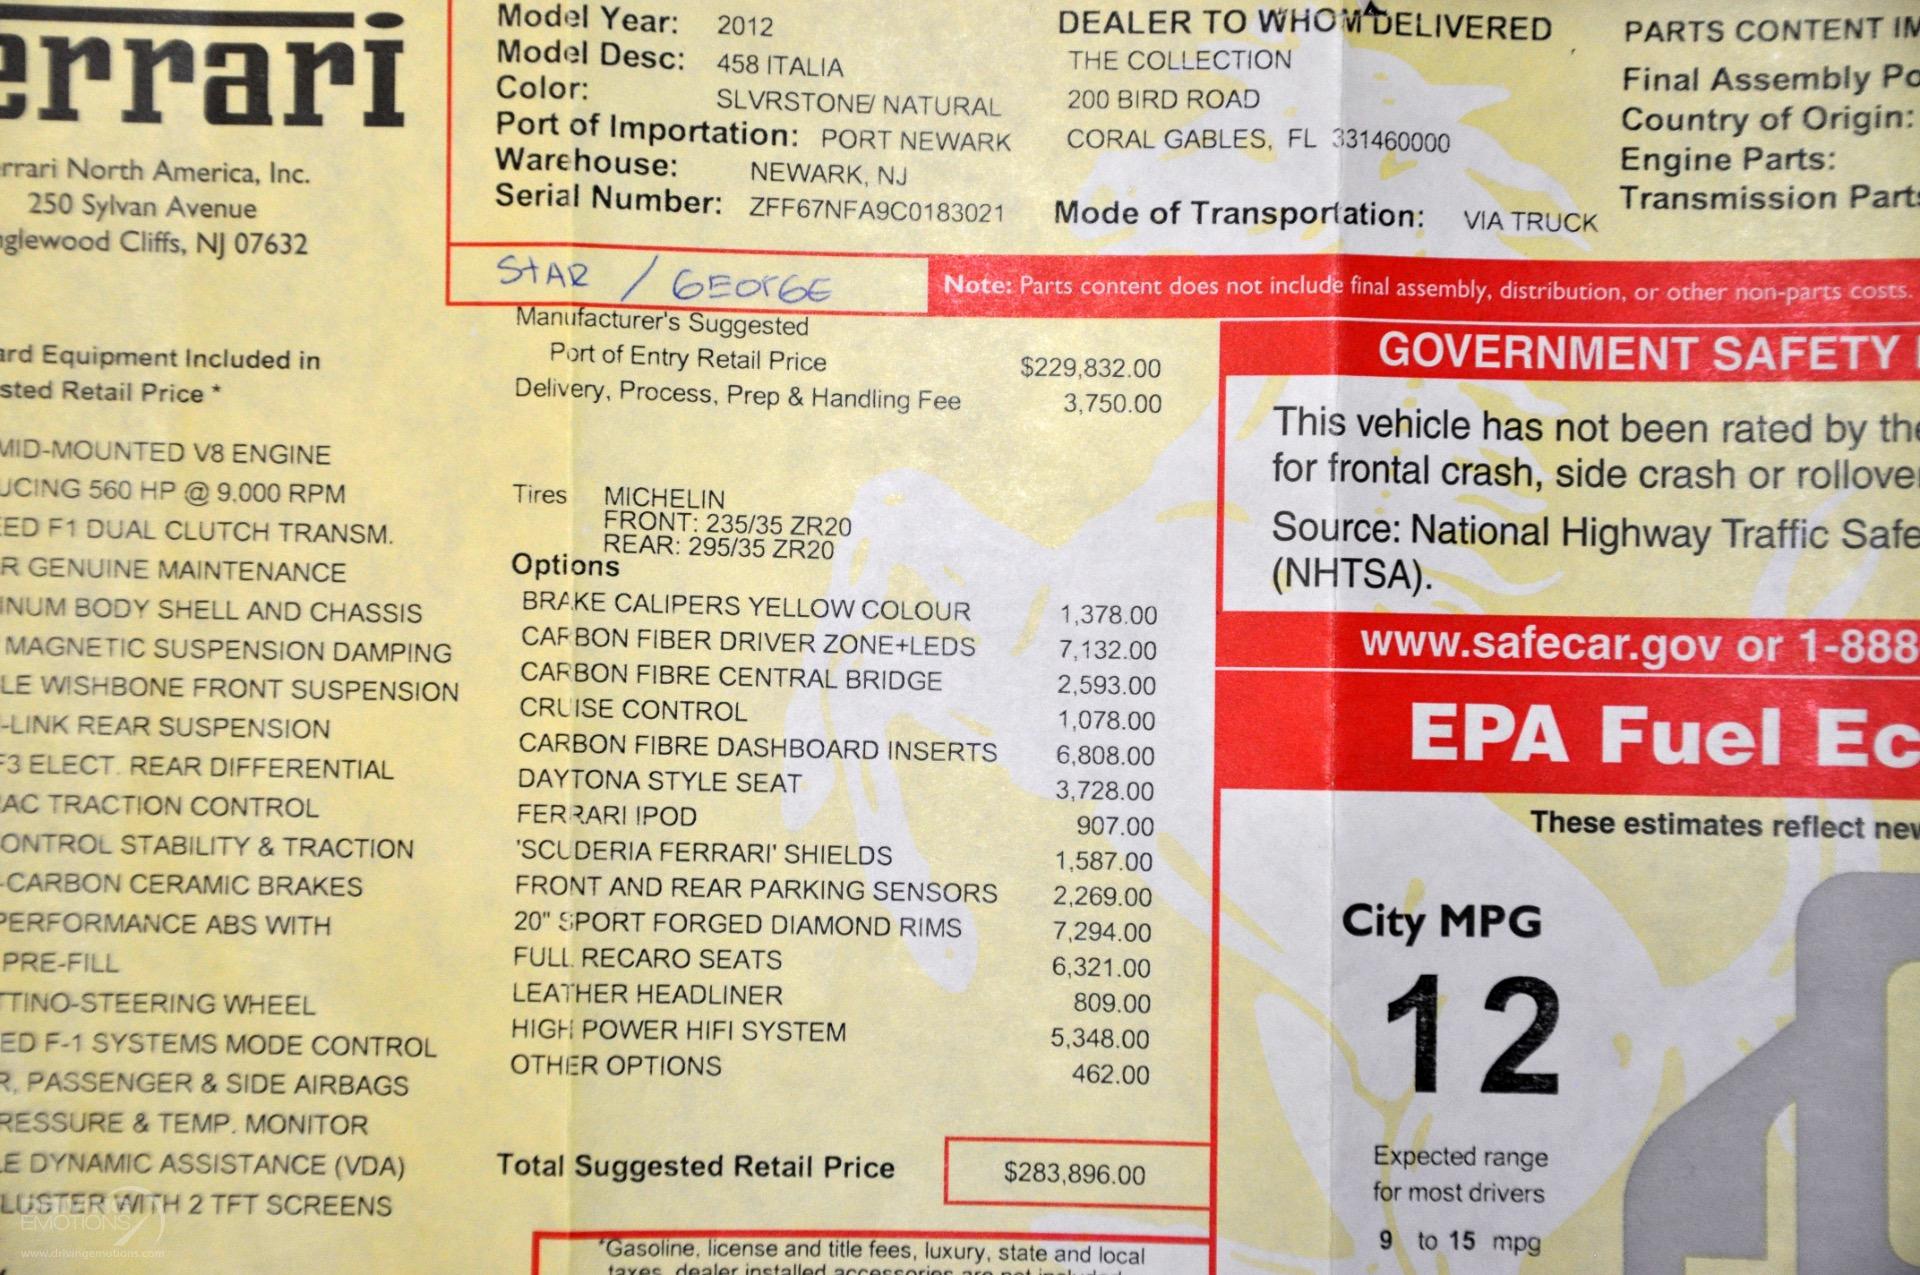 errari
rrari North America, Inc.
250 Sylvan Avenue
nglewood Cliffs, NJ 07632
Model Year: 2012
Model Desc: 458 ITALIA
Color: SLVRSTONE/ NATURAL
Port of Importation: PORT NEWARK
Warehouse: NEWARK, NJ
Serial Number: ZFF67NFA9C0183021
DEALER TO WHOM DELIVERED
THE COLLECTION
200 BIRD ROAD
CORAL GABLES, FL 331460000
Mode of Transportation: VIA TRUCK
PARTS CONTENT IM
Final Assembly Po
Country of Origin:
Engine Parts:
Transmission Parts
STAR / GEORGE
Note: Parts content does not include final assembly, distribution, or other non-parts costs.
ard Equipment Included in
sted Retail Price *
MID-MOUNTED V8 ENGINE
UCING 560 HP @ 9.000 RPM
EED F1 DUAL CLUTCH TRANSM.
R GENUINE MAINTENANCE
INUM BODY SHELL AND CHASSIS
MAGNETIC SUSPENSION DAMPING
LE WISHBONE FRONT SUSPENSION
-LINK REAR SUSPENSION
F3 ELECT. REAR DIFFERENTIAL
AC TRACTION CONTROL
ONTROL STABILITY & TRACTION
-CARBON CERAMIC BRAKES
PERFORMANCE ABS WITH
PRE-FILL
TTINO-STEERING WHEEL
ED F-1 SYSTEMS MODE CONTROL
R, PASSENGER & SIDE AIRBAGS
RESSURE & TEMP. MONITOR
LE DYNAMIC ASSISTANCE (VDA)
LUSTER WITH 2 TFT SCREENS
Manufacturer's Suggested
Port of Entry Retail Price $229,832.00
Delivery, Process, Prep & Handling Fee 3,750.00
Tires MICHELIN
FRONT: 235/35 ZR20
REAR: 295/35 ZR20
Options
BRAKE CALIPERS YELLOW COLOUR 1,378.00
CARBON FIBER DRIVER ZONE+LEDS 7,132.00
CARBON FIBRE CENTRAL BRIDGE 2,593.00
CRUISE CONTROL 1,078.00
CARBON FIBRE DASHBOARD INSERTS 6,808.00
DAYTONA STYLE SEAT 3,728.00
FERRARI IPOD 907.00
'SCUDERIA FERRARI' SHIELDS 1,587.00
FRONT AND REAR PARKING SENSORS 2,269.00
20" SPORT FORGED DIAMOND RIMS 7,294.00
FULL RECARO SEATS 6,321.00
LEATHER HEADLINER 809.00
HIGH POWER HIFI SYSTEM 5,348.00
OTHER OPTIONS 462.00
Total Suggested Retail Price $283,896.00
*Gasoline, license and title fees, luxury, state and local
taxes, dealer installed accessories are not included
GOVERNMENT SAFETY
This vehicle has not been rated by the
for frontal crash, side crash or rollover
Source: National Highway Traffic Safe
(NHTSA).
www.safecar.gov or 1-888
EPA Fuel Ec
These estimates reflect new
City MPG
12
Expected range
for most drivers
9 to 15 mpg
EMOTIONS
www.drivingemotions.com